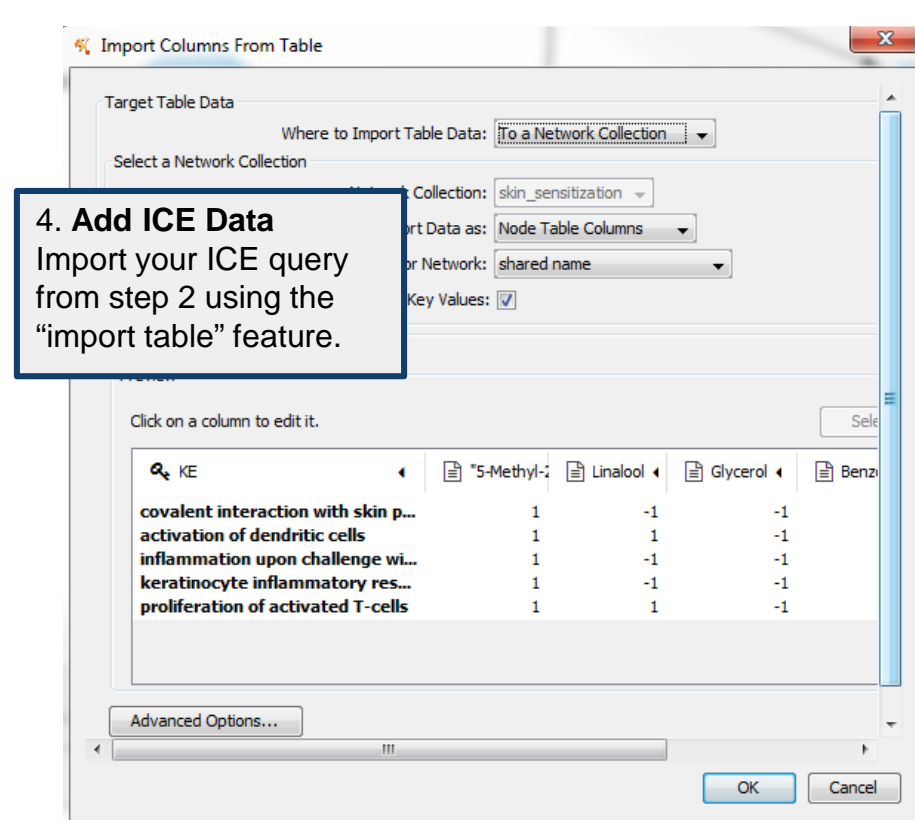 Import Columns From Table
X
Target Table Data
Where to Import Table Data: To a Network Collection
Select a Network Collection
Collection: skin_sensitization
4. Add ICE Data
Import your ICE query
from step 2 using the
“import table” feature.
Data as: Node Table Columns
Network: shared name
Key Values:
Click on a column to edit it.
Sele
KE "5-Methyl-2 Linalool Glycerol Benz
covalent interaction with skin p... 1 -1 -1
activation of dendritic cells 1 1 -1
inflammation upon challenge wi... 1 -1 -1
keratinocyte inflammatory res... 1 -1 -1
proliferation of activated T-cells 1 1 -1
Advanced Options...
OK Cancel